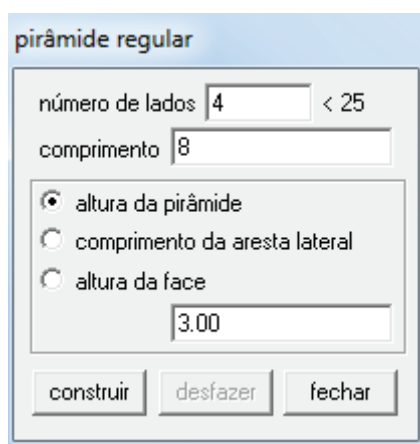 pirâmide regular
número de lados 4 < 25
comprimento 8
altura da pirâmide
comprimento da aresta lateral
altura da face
3.00
construir desfazer fechar